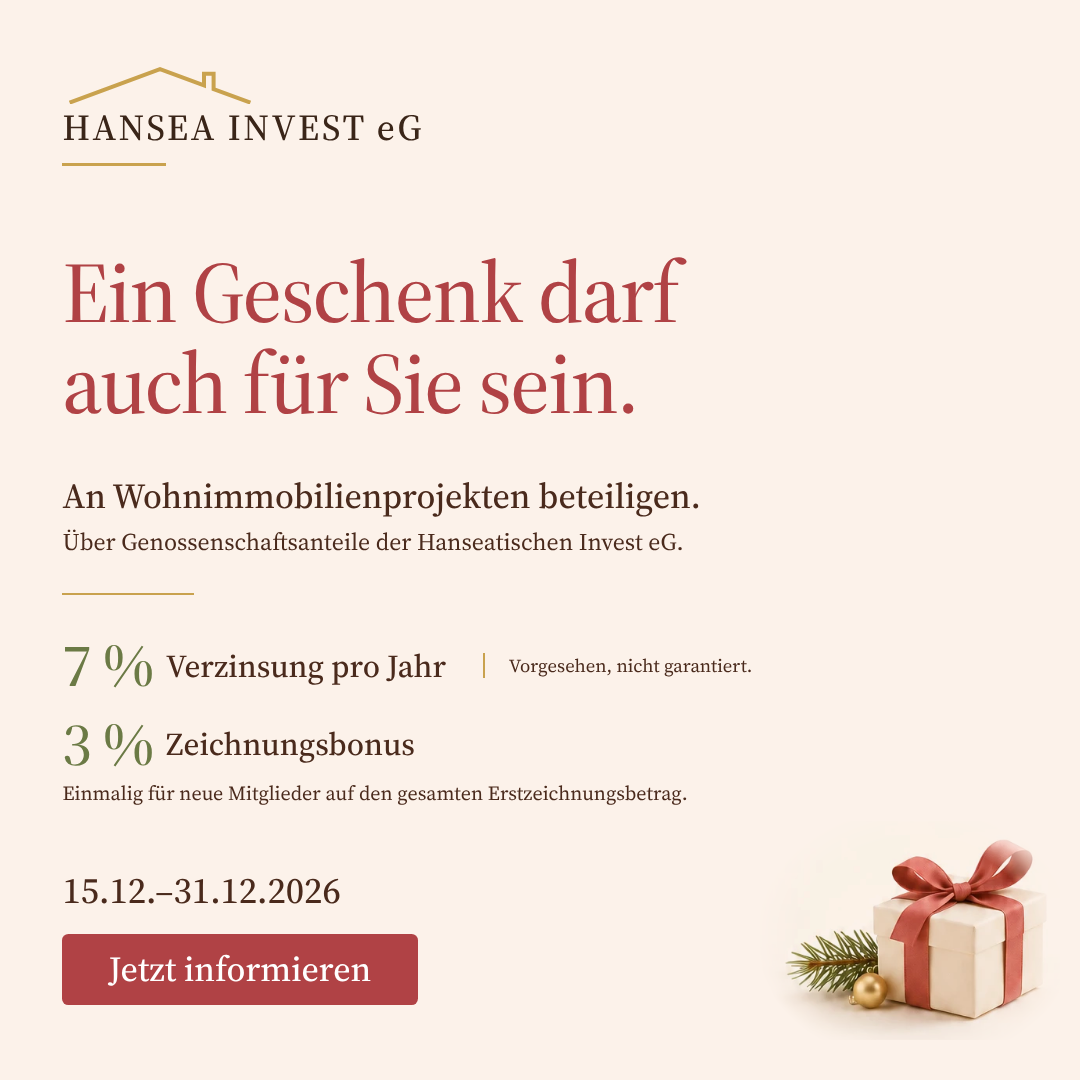 HANSEA INVEST eG
Ein Geschenk darf
auch für Sie sein.
An Wohnimmobilienprojekten beteiligen.
Über Genossenschaftsanteile der Hanseatischen Invest eG.
7 % Verzinsung pro Jahr | Vorgesehen, nicht garantiert.
3 % Zeichnungsbonus
Einmalig für neue Mitglieder auf den gesamten Erstzeichnungsbetrag.
15.12.–31.12.2026
Jetzt informieren